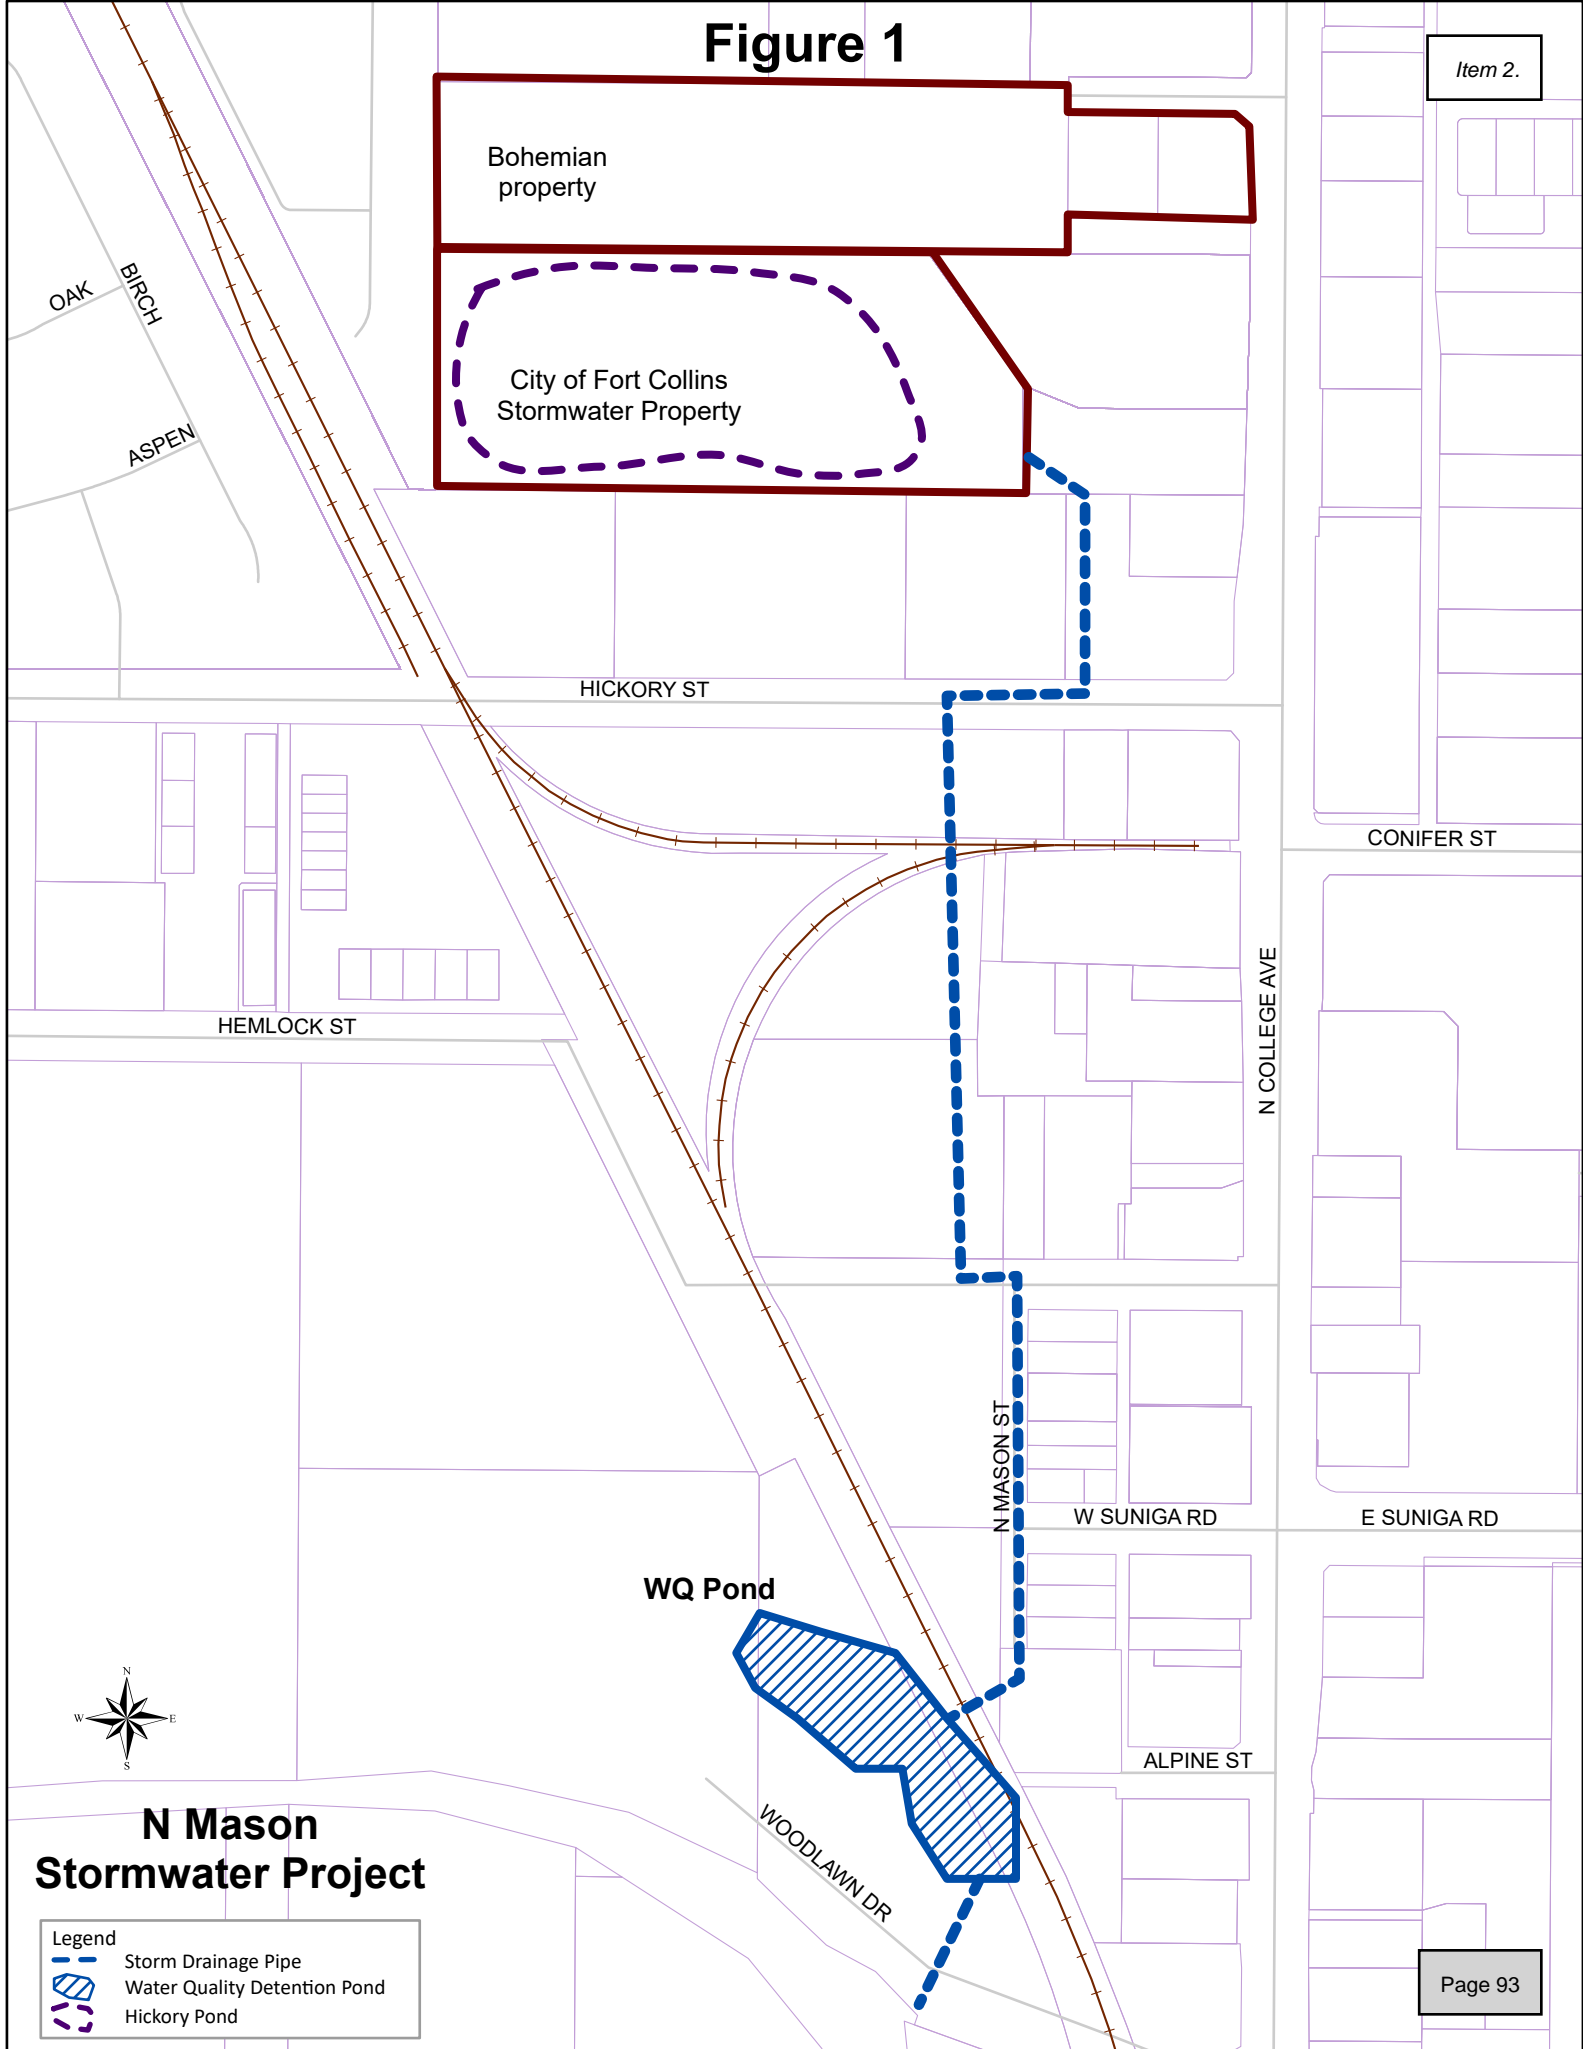 Figure 1
Item 2.
Bohemian
property
OAK
BIRCH
City of Fort Collins
Stormwater Property
ASPEN
HICKORY ST
CONIFER ST
N COLLEGE AVE
HEMLOCK ST
N MASON ST
W SUNIGA RD
E SUNIGA RD
WQ Pond
N
W
E
S
ALPINE ST
WOODLAWN DR
N Mason
Stormwater Project
Legend
Storm Drainage Pipe
Water Quality Detention Pond
Hickory Pond
Page 93